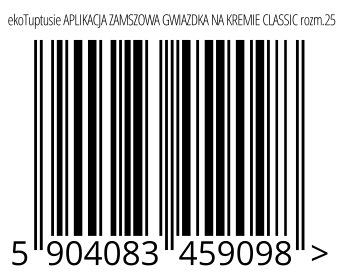 ekoTuptusie APLIKACJA ZAMSZOWA GWIAZDKA NA KREMIE CLASSIC rozm.25
5 904083 459098 >